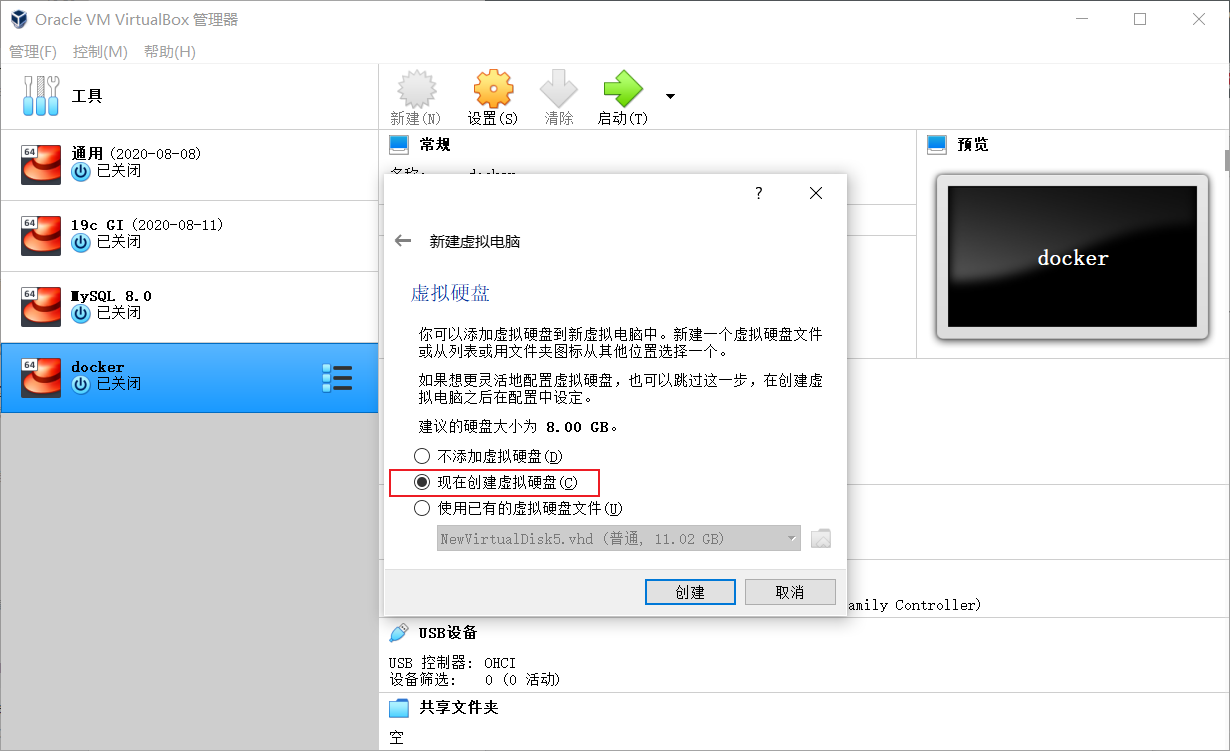 Oracle VM VirtualBox 管理器
管理(F) 控制(M) 帮助(H)
工具
新建(N) 设置(S) 清除 启动(T)
64
通用 (2020-08-08)
已关闭
64
19c GI (2020-08-11)
已关闭
64
MySQL 8.0
已关闭
64
docker
已关闭
常规
名称: docker
预览
docker
?
新建虚拟电脑
虚拟硬盘
你可以添加虚拟硬盘到新虚拟电脑中。新建一个虚拟硬盘文件
或从列表或用文件夹图标从其他位置选择一个。
如果想更灵活地配置虚拟硬盘，也可以跳过这一步，在创建虚
拟电脑之后在配置中设定。
建议的硬盘大小为 8.00 GB。
不添加虚拟硬盘(D)
现在创建虚拟硬盘(C)
使用已有的虚拟硬盘文件(U)
NewVirtualDisk5.vhd (普通, 11.02 GB)
创建 取消
amily Controller)
USB设备
USB 控制器: OHCI
设备筛选: 0 (0 活动)
共享文件夹
空